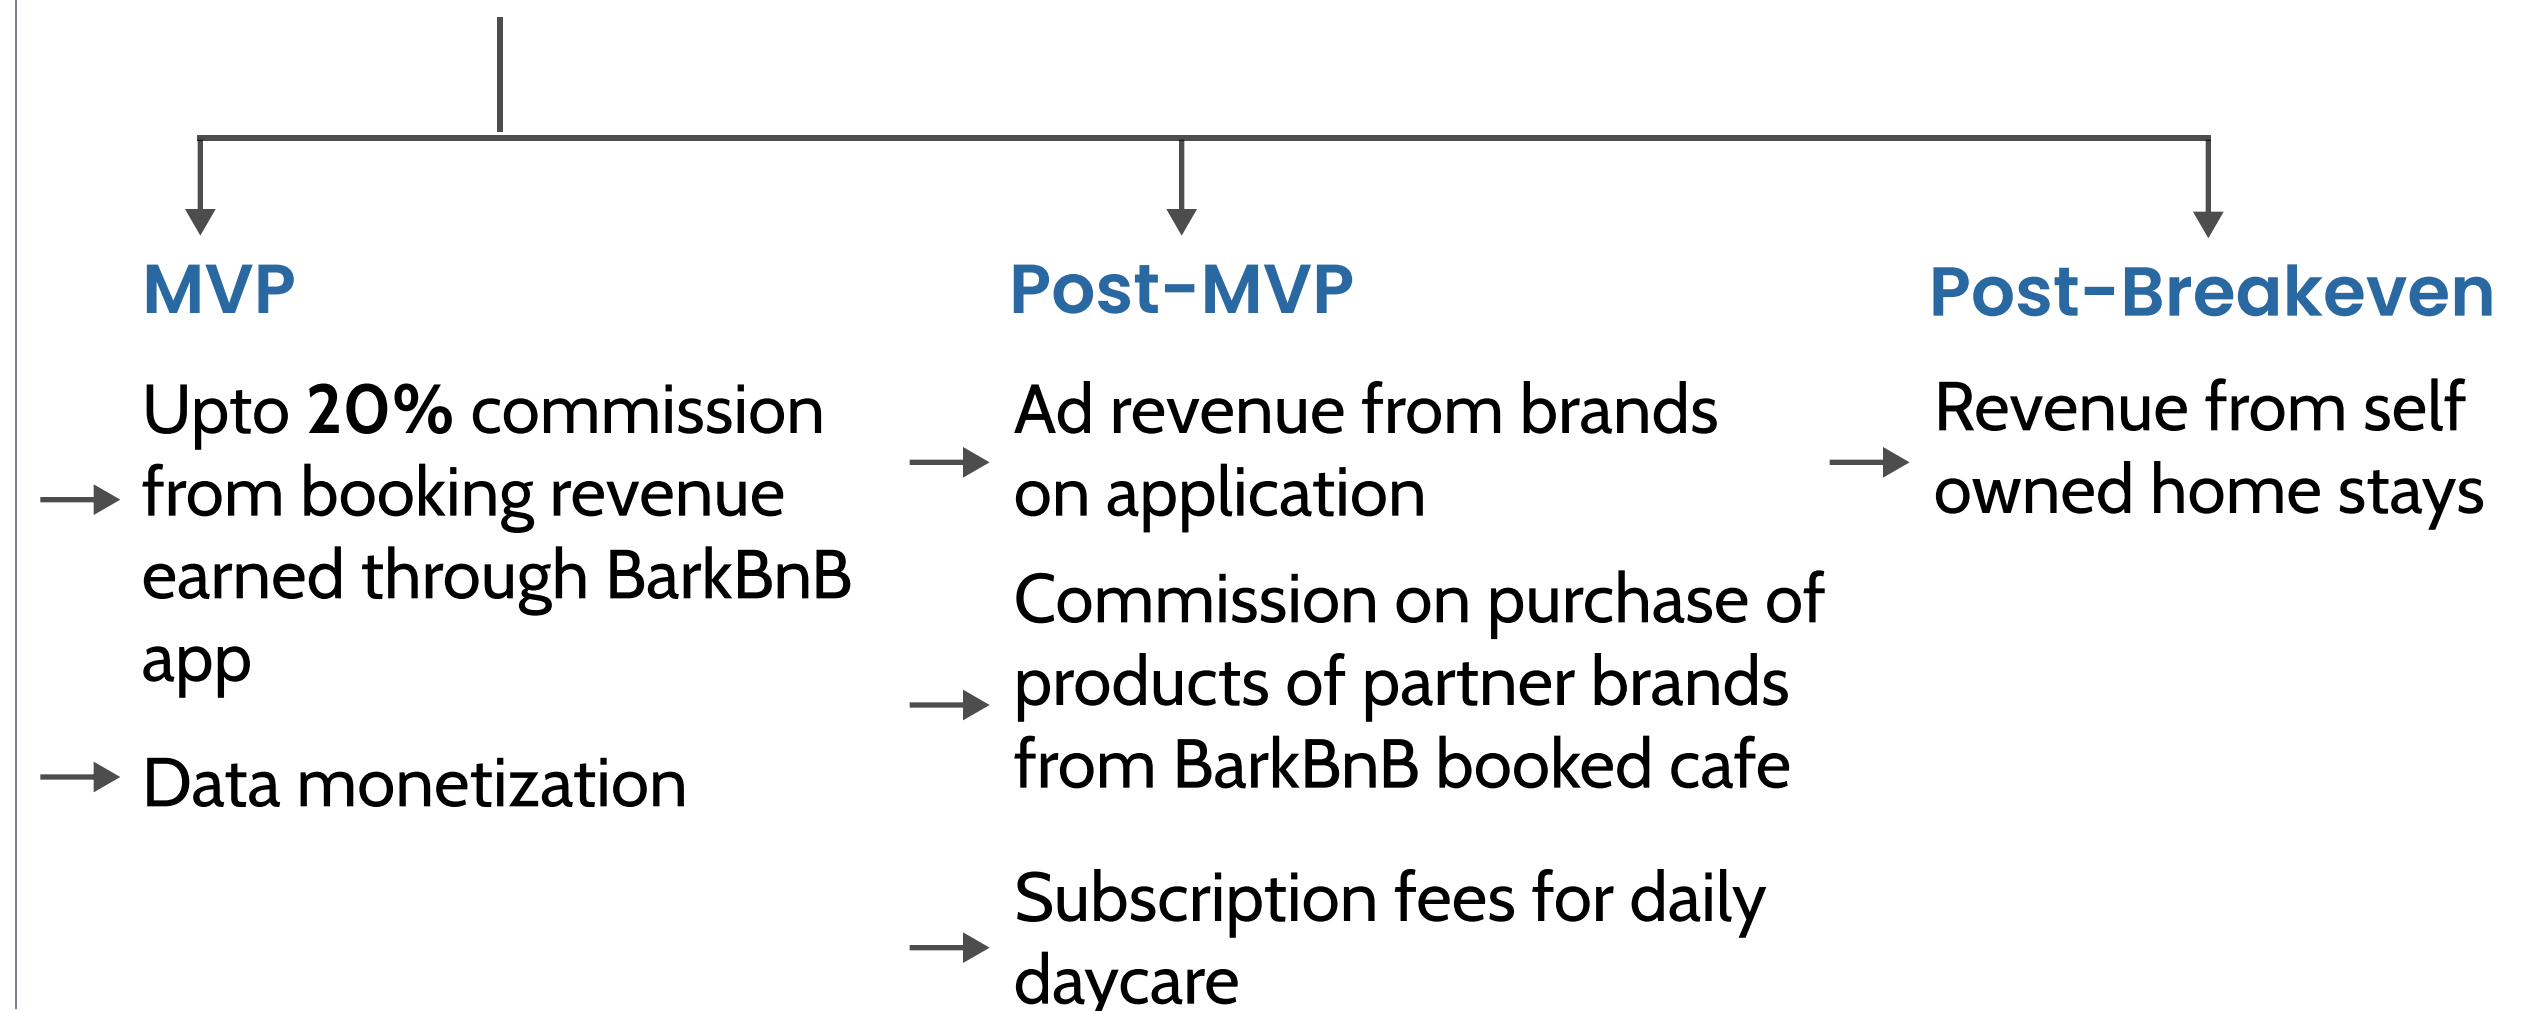 MVP
Upto 20% commission
from booking revenue
earned through BarkBnB
app
Data monetization
Post-MVP
Ad revenue from brands
on application
Commission on purchase of
products of partner brands
from BarkBnB booked cafe
Subscription fees for daily
daycare
Post-Breakeven
Revenue from self
owned home stays